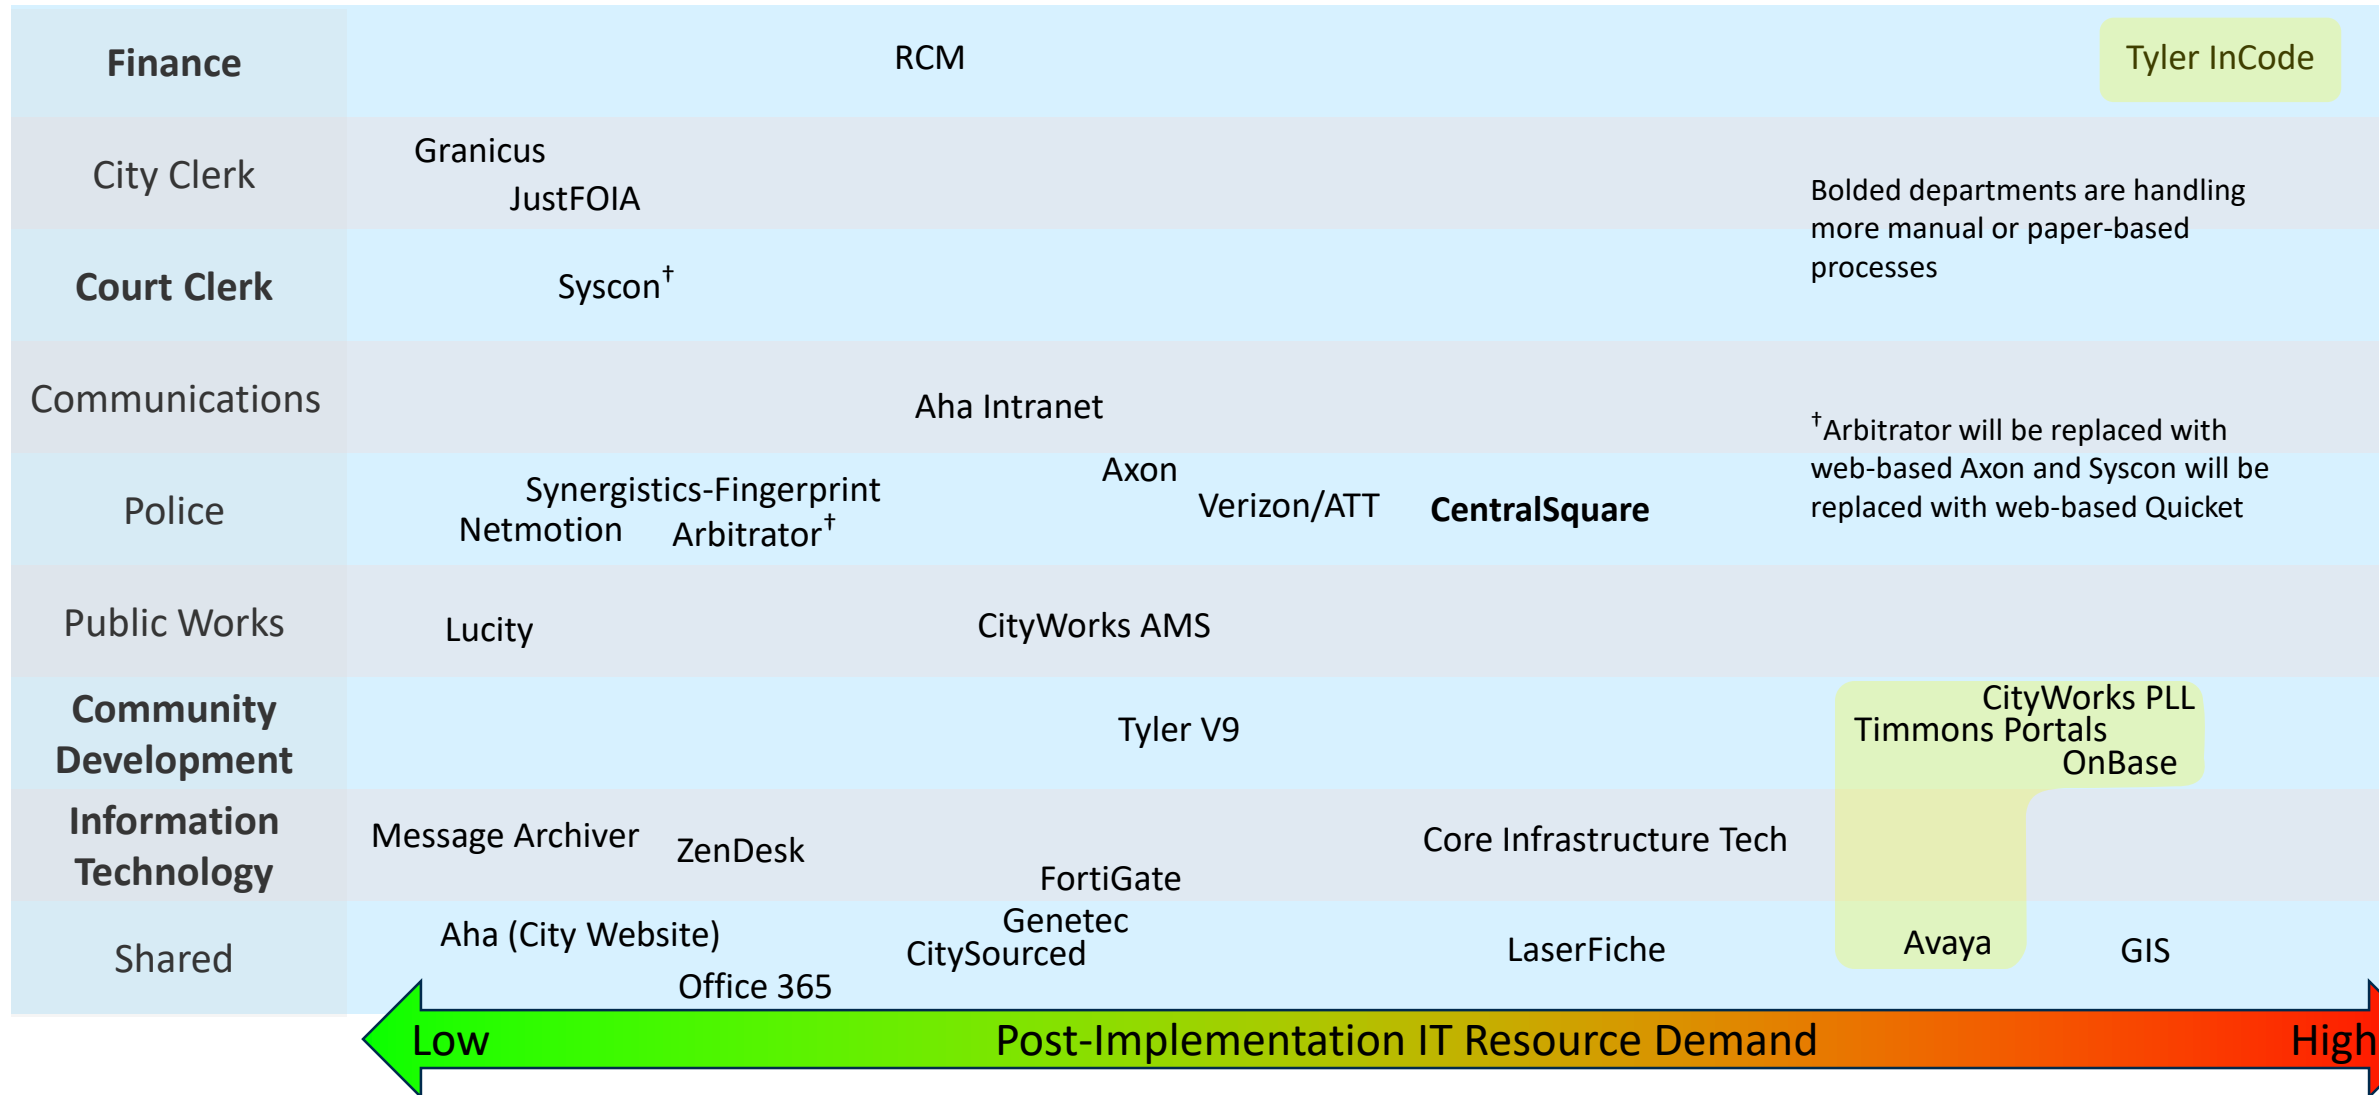 Finance
RCM
Tyler InCode
City Clerk
Granicus
JustFOIA
Bolded departments are handling
more manual or paper-based
processes
Court Clerk
Syscon†
Communications
Aha Intranet
†Arbitrator will be replaced with
web-based Axon and Syscon will be
replaced with web-based Quicket
Police
Synergistics-Fingerprint
Netmotion
Arbitrator†
Axon
Verizon/ATT
CentralSquare
Public Works
Lucity
CityWorks AMS
Community
Development
Tyler V9
CityWorks PLL
Timmons Portals
OnBase
Information
Technology
Message Archiver
ZenDesk
FortiGate
Core Infrastructure Tech
Shared
Aha (City Website)
Office 365
Genetec
CitySourced
LaserFiche
Avaya
GIS
Low
Post-Implementation IT Resource Demand
High